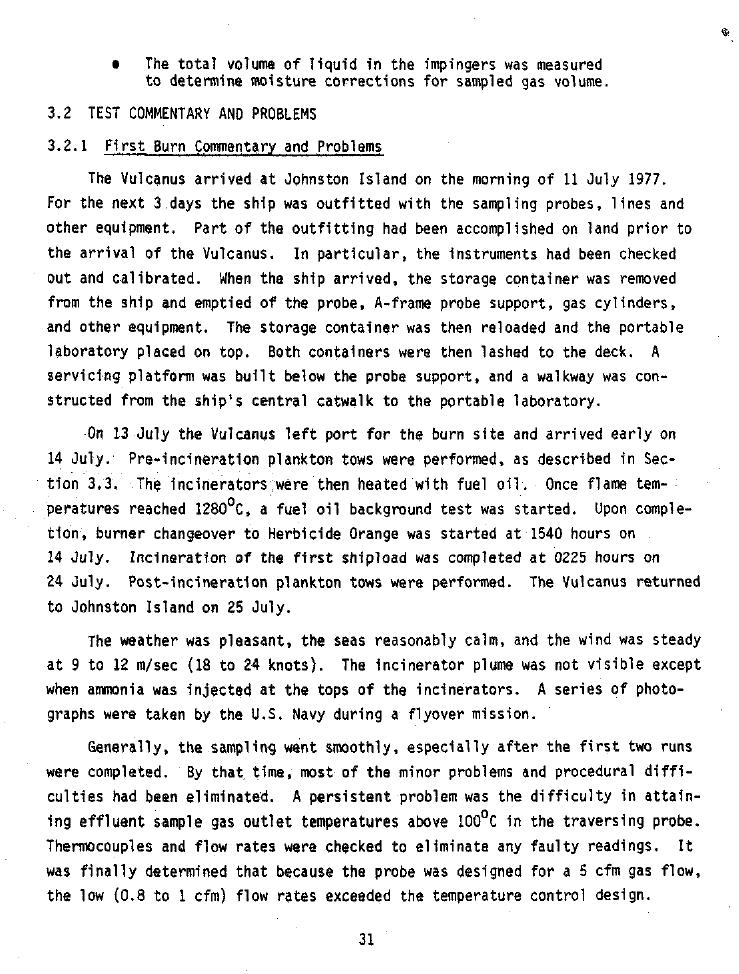 • The total volume of liquid in the impingers was measured
to determine moisture corrections for sampled gas volume.
3.2 TEST COMMENTARY AND PROBLEMS
3.2.1 First Burn Commentary and Problems
The Vulcanus arrived at Johnston Island on the morning of 11 July 1977.
For the next 3 days the ship was outfitted with the sampling probes, lines and
other equipment. Part of the outfitting had been accomplished on land prior to
the arrival of the Vulcanus. In particular, the instruments had been checked
out and calibrated. When the ship arrived, the storage container was removed
from the ship and emptied of the probe, A-frame probe support, gas cylinders,
and other equipment. The storage container was then reloaded and the portable
laboratory placed on top. Both containers were then lashed to the deck. A
servicing platform was built below the probe support, and a walkway was con-
structed from the ship's central catwalk to the portable laboratory.
On 13 July the Vulcanus left port for the burn site and arrived early on
14 July. Pre-incineration plankton tows were performed, as described in Sec-
tion 3.3. The incinerators were then heated with fuel oil. Once flame tem-
peratures reached 1280°C, a fuel oil background test was started. Upon comple-
tion, burner changeover to Herbicide Orange was started at 1540 hours on
14 July. Incineration of the first shipload was completed at 0225 hours on
24 July. Post-incineration plankton tows were performed. The Vulcanus returned
to Johnston Island on 25 July.
The weather was pleasant, the seas reasonably calm, and the wind was steady
at 9 to 12 m/sec (18 to 24 knots). The incinerator plume was not visible except
when ammonia was injected at the tops of the incinerators. A series of photo-
graphs were taken by the U.S. Navy during a flyover mission.
Generally, the sampling went smoothly, especially after the first two runs
were completed. By that time, most of the minor problems and procedural diffi-
culties had been eliminated. A persistent problem was the difficulty in attain-
ing effluent sample gas outlet temperatures above 100°C in the traversing probe.
Thermocouples and flow rates were checked to eliminate any faulty readings. It
was finally determined that because the probe was designed for a 5 cfm gas flow,
the low (0.8 to 1 cfm) flow rates exceeded the temperature control design.
31